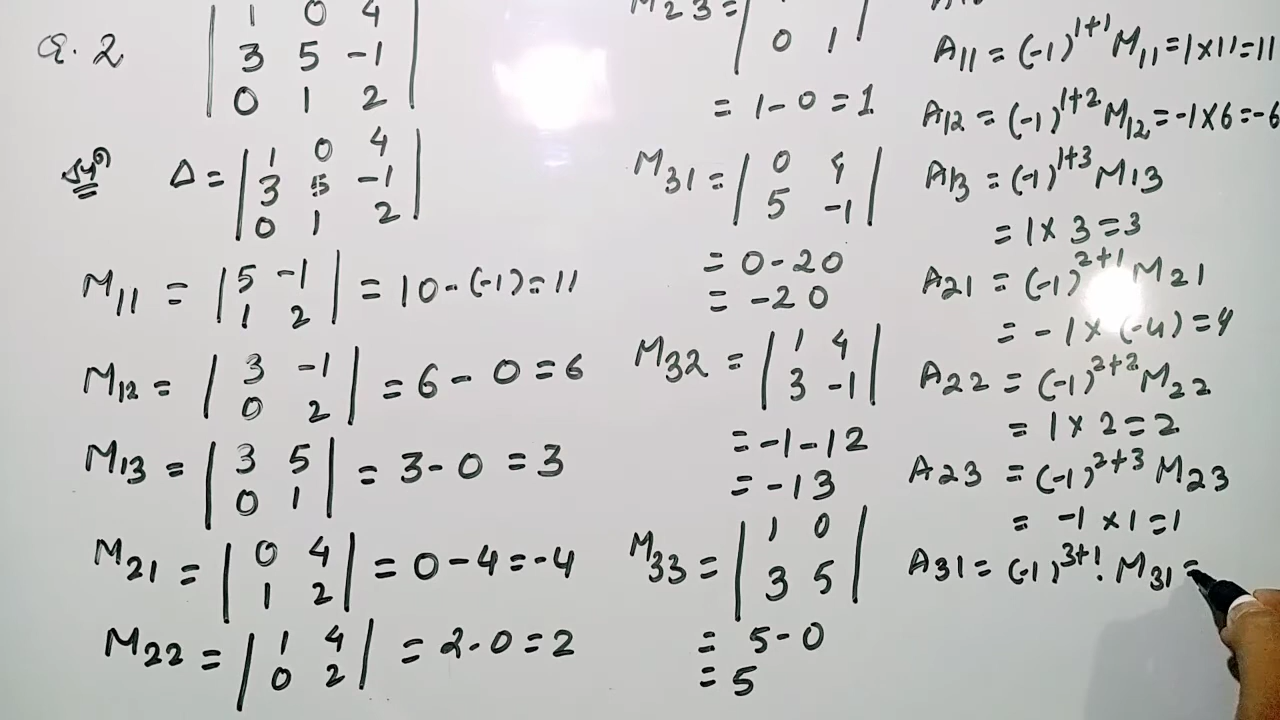 Q. 2
| 1 0 4 |
| 3 5 -1 |
| 0 1 2 |
Δ = | 1 0 4 |
| 3 5 -1 |
| 0 1 2 |
M11 = | 5 -1 | = 10 - (-1) = 11
| 1 2 |
M12 = | 3 -1 | = 6 - 0 = 6
| 0 2 |
M13 = | 3 5 | = 3 - 0 = 3
| 0 1 |
M21 = | 0 4 | = 0 - 4 = -4
| 1 2 |
M22 = | 1 4 | = 2 - 0 = 2
| 0 2 |
M23 = |
| 0 1 |
= 1 - 0 = 1
M31 = | 0 4 |
| 5 -1 |
= 0 - 20
= -20
M32 = | 1 4 |
| 3 -1 |
= -1 - 12
= -13
M33 = | 1 0 |
| 3 5 |
= 5 - 0
= 5
A11 = (-1)^1+1 M11 = 1 × 11 = 11
A12 = (-1)^1+2 M12 = -1 × 6 = -6
A13 = (-1)^1+3 M13
= 1 × 3 = 3
A21 = (-1)^2+1 M21
= -1 × (-4) = 4
A22 = (-1)^2+2 M22
= 1 × 2 = 2
A23 = (-1)^2+3 M23
= -1 × 1 = 1
A31 = (-1)^3+1 . M31 =